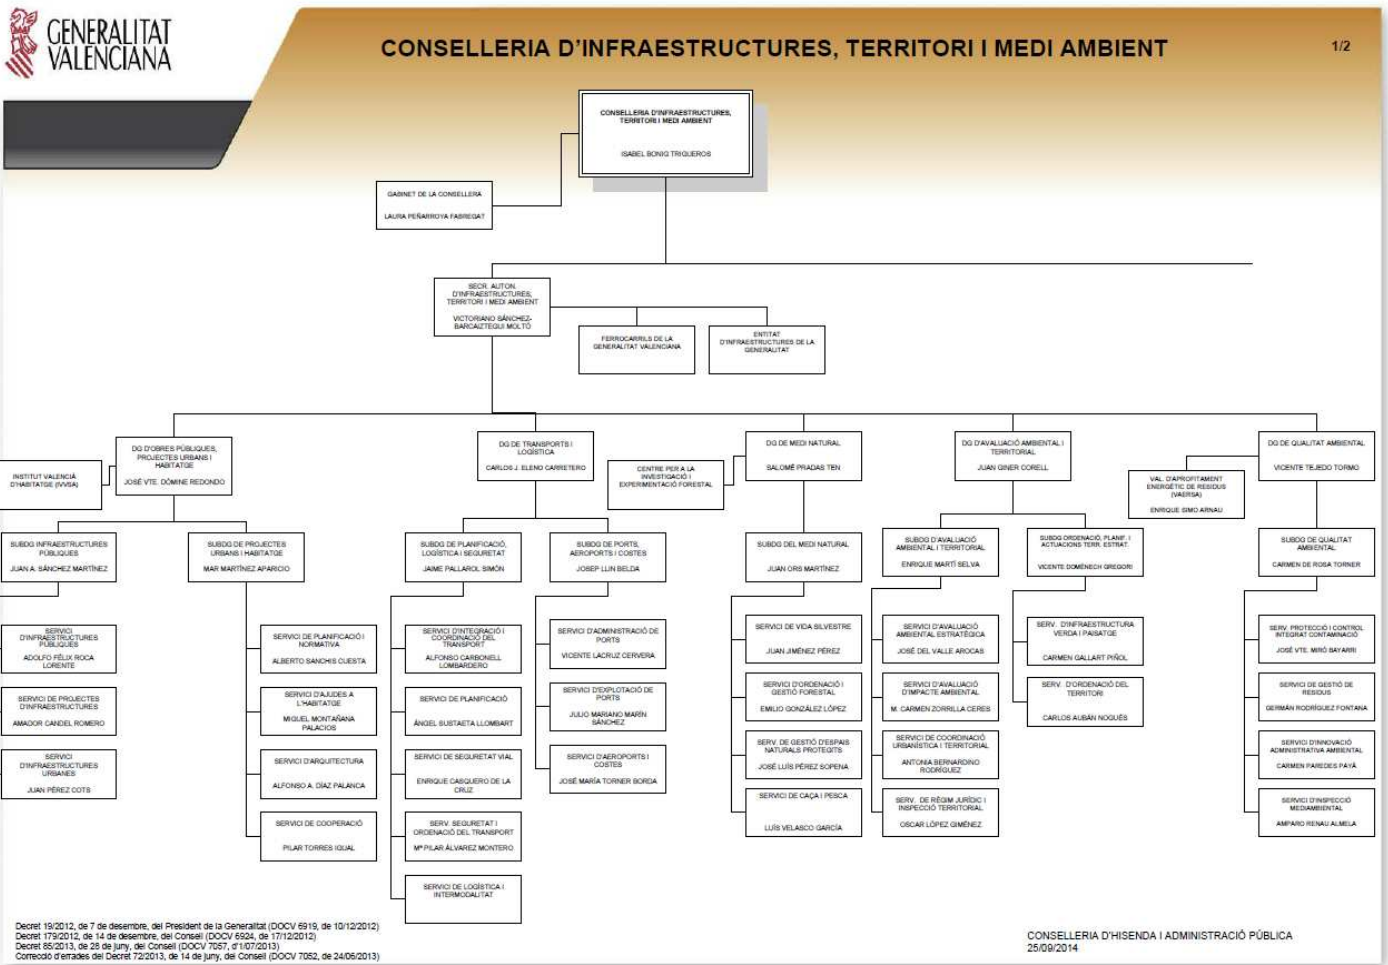 GENERALITAT
VALENCIANA
CONSELLERIA D'INFRAESTRUCTURES, TERRITORI I MEDI AMBIENT
1/2
CONSELLERIA D'INFRAESTRUCTURES,
TERRITORI I MEDI AMBIENT
ISABEL BONIG TRIGUEROS
GABINET DE LA CONSELLERA
LAURA PEÑARROYA FABREGAT
SECR. AUTON.
D'INFRAESTRUCTURES,
TERRITORI I MEDI AMBIENT
VICTORIANO SÁNCHEZ-
BARCAIZTEGUI MOLTÓ
FERROCARRILS DE LA
GENERALITAT VALENCIANA
ENTITAT
D'INFRAESTRUCTURES DE LA
GENERALITAT
DG D'OBRES PÚBLIQUES,
PROJECTES URBANS I
HABITATGE
JOSÉ VTE. DÓMINE REDONDO
INSTITUT VALENCIÀ
D'HABITATGE (IVVSA)
DG DE TRANSPORTS I
LOGÍSTICA
CARLOS J. ELENO CARRETERO
CENTRE PER A LA
INVESTIGACIÓ I
EXPERIMENTACIÓ FORESTAL
DG DE MEDI NATURAL
SALOMÉ PRADAS TEN
DG D'AVALUACIÓ AMBIENTAL I
TERRITORIAL
JUAN GINER CORELL
VAL. D'APROFITAMENT
ENERGÈTIC DE RESIDUS
(VAERSA)
ENRIQUE SIMO ARNAU
DG DE QUALITAT AMBIENTAL
VICENTE TEJEDO TORMO
SUBDG INFRAESTRUCTURES
PÚBLIQUES
JUAN A. SÁNCHEZ MARTÍNEZ
SUBDG DE PROJECTES
URBANS I HABITATGE
MAR MARTÍNEZ APARICIO
SUBDG DE PLANIFICACIÓ,
LOGÍSTICA I SEGURETAT
JAIME PALLAROL SIMÓN
SUBDG DE PORTS,
AEROPORTS I COSTES
JOSEP LLIN BELDA
SUBDG DEL MEDI NATURAL
JUAN ORS MARTÍNEZ
SUBDG D'AVALUACIÓ
AMBIENTAL I TERRITORIAL
ENRIQUE MARTÍ SELVA
SUBDG ORDENACIÓ, PLANIF. I
ACTUACIONS TERR. ESTRAT.
VICENTE DOMÈNECH GREGORI
SUBDG DE QUALITAT
AMBIENTAL
CARMEN DE ROSA TORNER
SERVICI
D'INFRAESTRUCTURES
PÚBLIQUES
ADOLFO FÉLIX ROCA
LORENTE
SERVICI DE PROJECTES
D'INFRAESTRUCTURES
AMADOR CANDEL ROMERO
SERVICI
D'INFRAESTRUCTURES
URBANES
JUAN PÉREZ COTS
SERVICI DE PLANIFICACIÓ I
NORMATIVA
ALBERTO SANCHIS CUESTA
SERVICI D'AJUDES A
L'HABITATGE
MIGUEL MONTAÑANA
PALACIOS
SERVICI D'ARQUITECTURA
ALFONSO A. DÍAZ PALANCA
SERVICI DE COOPERACIÓ
PILAR TORRES IGUAL
SERVICI D'INTEGRACIÓ I
COORDINACIÓ DEL
TRANSPORT
ALFONSO CARBONELL
LOMBARDERO
SERVICI DE PLANIFICACIÓ
ÁNGEL SUSTAETA LLOMBART
SERVICI DE SEGURETAT VIAL
ENRIQUE CASQUERO DE LA
CRUZ
SERV. SEGURETAT I
ORDENACIÓ DEL TRANSPORT
Mª PILAR ÁLVAREZ MONTERO
SERVICI DE LOGÍSTICA I
INTERMODALITAT
SERVICI D'ADMINISTRACIÓ DE
PORTS
VICENTE LACRUZ CERVERA
SERVICI D'EXPLOTACIÓ DE
PORTS
JULIO MARIANO MARÍN
SÁNCHEZ
SERVICI D'AEROPORTS I
COSTES
JOSÉ MARÍA TORNER BORDA
SERVICI DE VIDA SILVESTRE
JUAN JIMÉNEZ PÉREZ
SERVICI D'ORDENACIÓ I
GESTIÓ FORESTAL
EMILIO GONZÁLEZ LÓPEZ
SERV. DE GESTIÓ D'ESPAIS
NATURALS PROTEGITS
JOSÉ LUÍS PÉREZ SOPENA
SERVICI DE CAÇA I PESCA
LUÍS VELASCO GARCÍA
SERVICI D'AVALUACIÓ
AMBIENTAL ESTRATÈGICA
JOSÉ DEL VALLE AROCAS
SERVICI D'AVALUACIÓ
D'IMPACTE AMBIENTAL
M. CARMEN ZORRILLA CERES
SERVICI DE COORDINACIÓ
URBANÍSTICA I TERRITORIAL
ANTONIA BERNARDINO
RODRÍGUEZ
SERV. DE RÈGIM JURÍDIC I
INSPECCIÓ TERRITORIAL
OSCAR LÓPEZ GIMÉNEZ
SERV. D'INFRAESTRUCTURA
VERDA I PAISATGE
CARMEN GALLART PIÑOL
SERV. D'ORDENACIÓ DEL
TERRITORI
CARLOS AUBÁN NOGUÉS
SERV. PROTECCIÓ I CONTROL
INTEGRAT CONTAMINACIÓ
JOSÉ VTE. MIRÓ BAYARRI
SERVICI DE GESTIÓ DE
RESIDUS
GERMÁN RODRÍGUEZ FONTANA
SERVICI D'INNOVACIÓ
ADMINISTRATIVA AMBIENTAL
CARMEN PAREDES PAYÁ
SERVICI D'INSPECCIÓ
MEDIAMBIENTAL
AMPARO RENAU ALMELA
Decret 19/2012, de 7 de desembre, del President de la Generalitat (DOCV 6919, de 10/12/2012)
Decret 179/2012, de 14 de desembre, del Consell (DOCV 6924, de 17/12/2012)
Decret 85/2013, de 28 de juny, del Consell (DOCV 7057, d'1/07/2013)
Correcció d'errades del Decret 72/2013, de 14 de juny, del Consell (DOCV 7052, de 24/06/2013)
CONSELLERIA D'HISENDA I ADMINISTRACIÓ PÚBLICA
25/09/2014